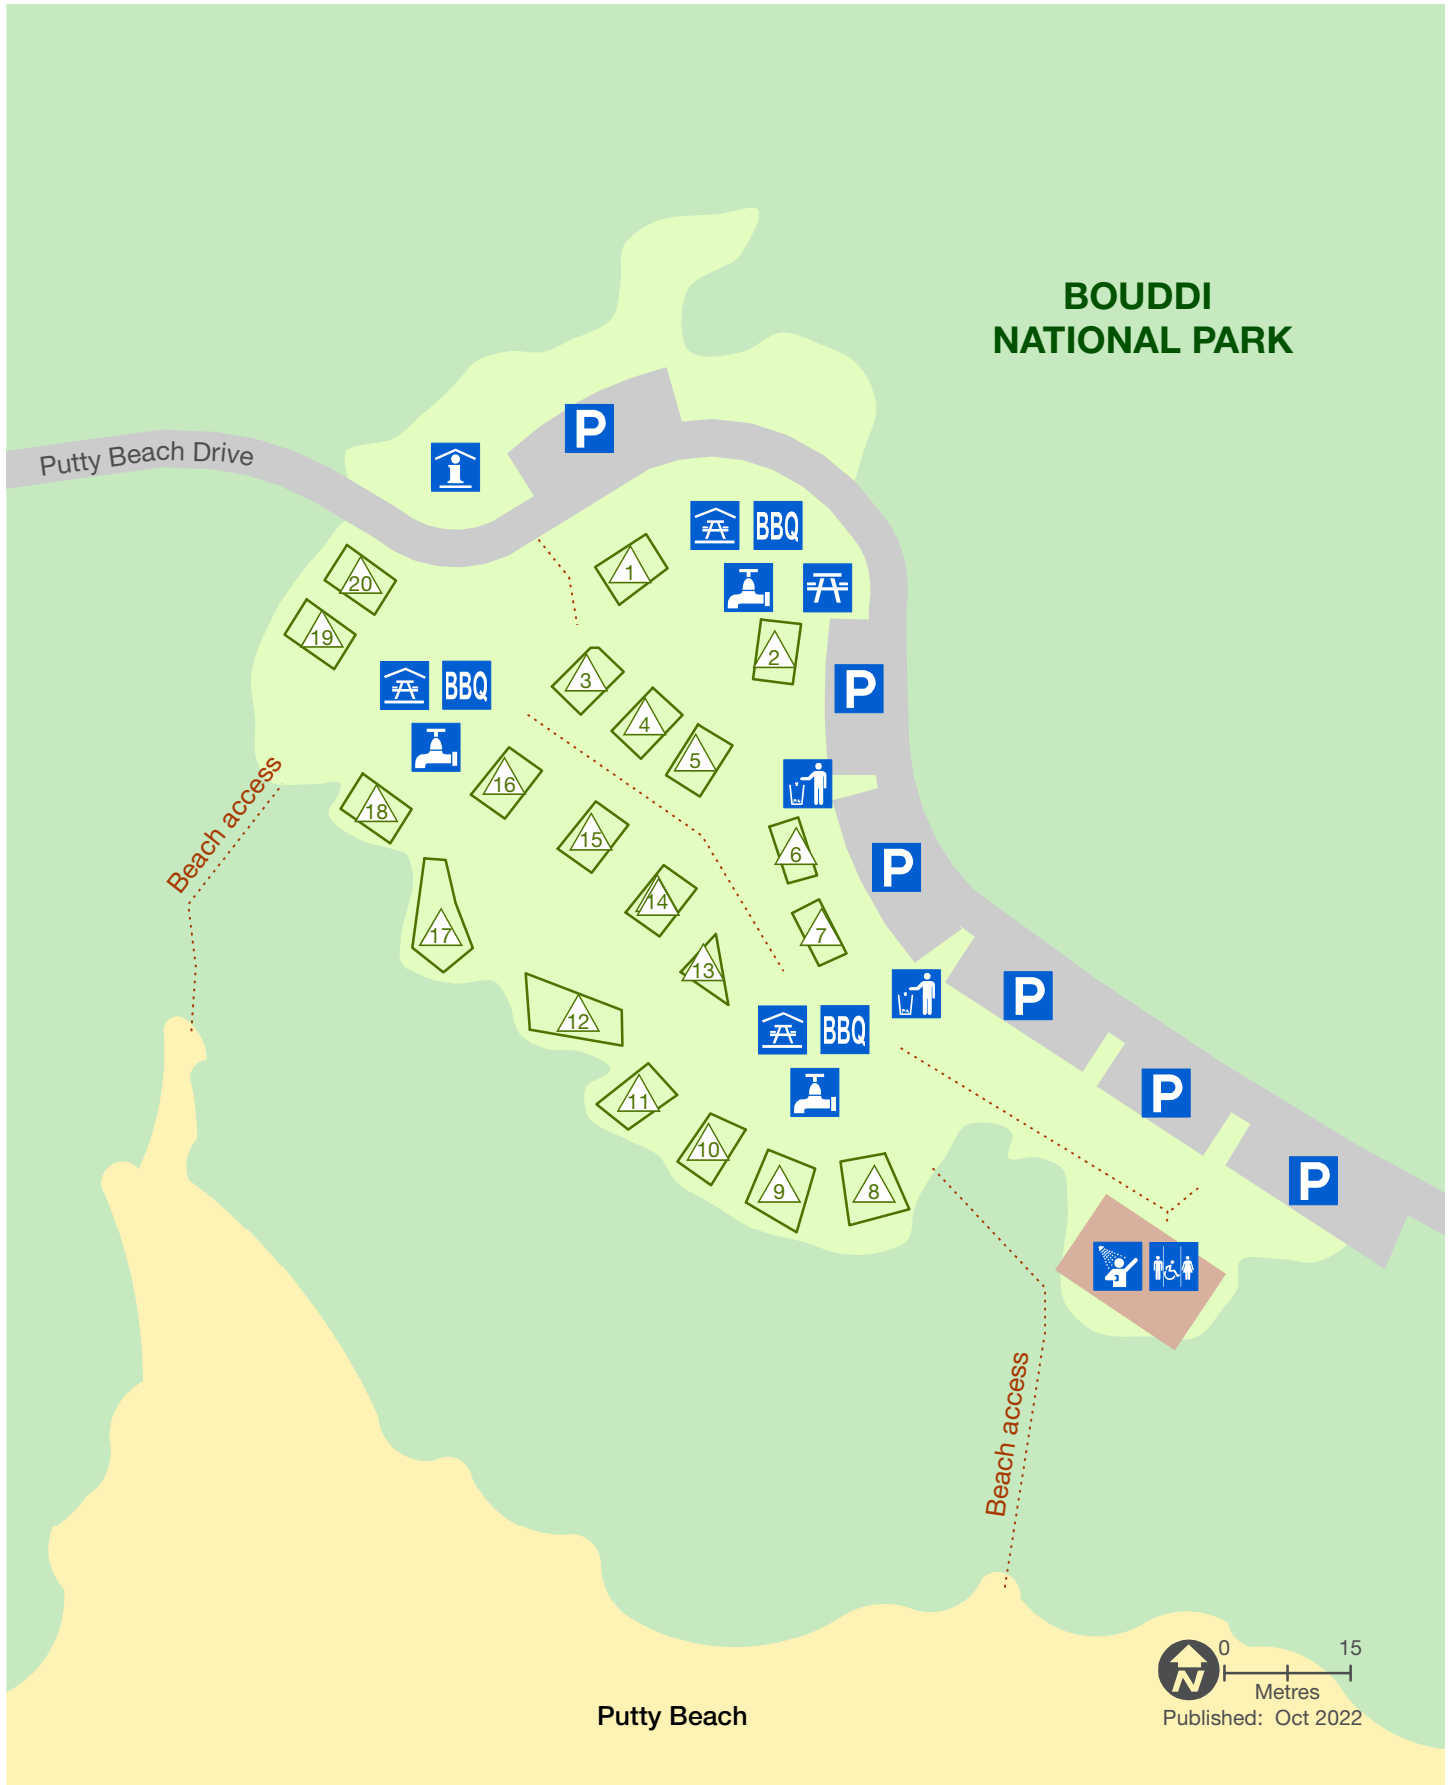 BOUDDI
NATIONAL PARK
P
Putty Beach Drive
i
BBQ
1
20
19
2
3
BBQ
P
4
5
16
18
15
6
P
14
7
17
13
P
12
BBQ
11
P
10
9
8
P
Beach access
Beach access
0 15
N
Metres
Putty Beach
Published: Oct 2022